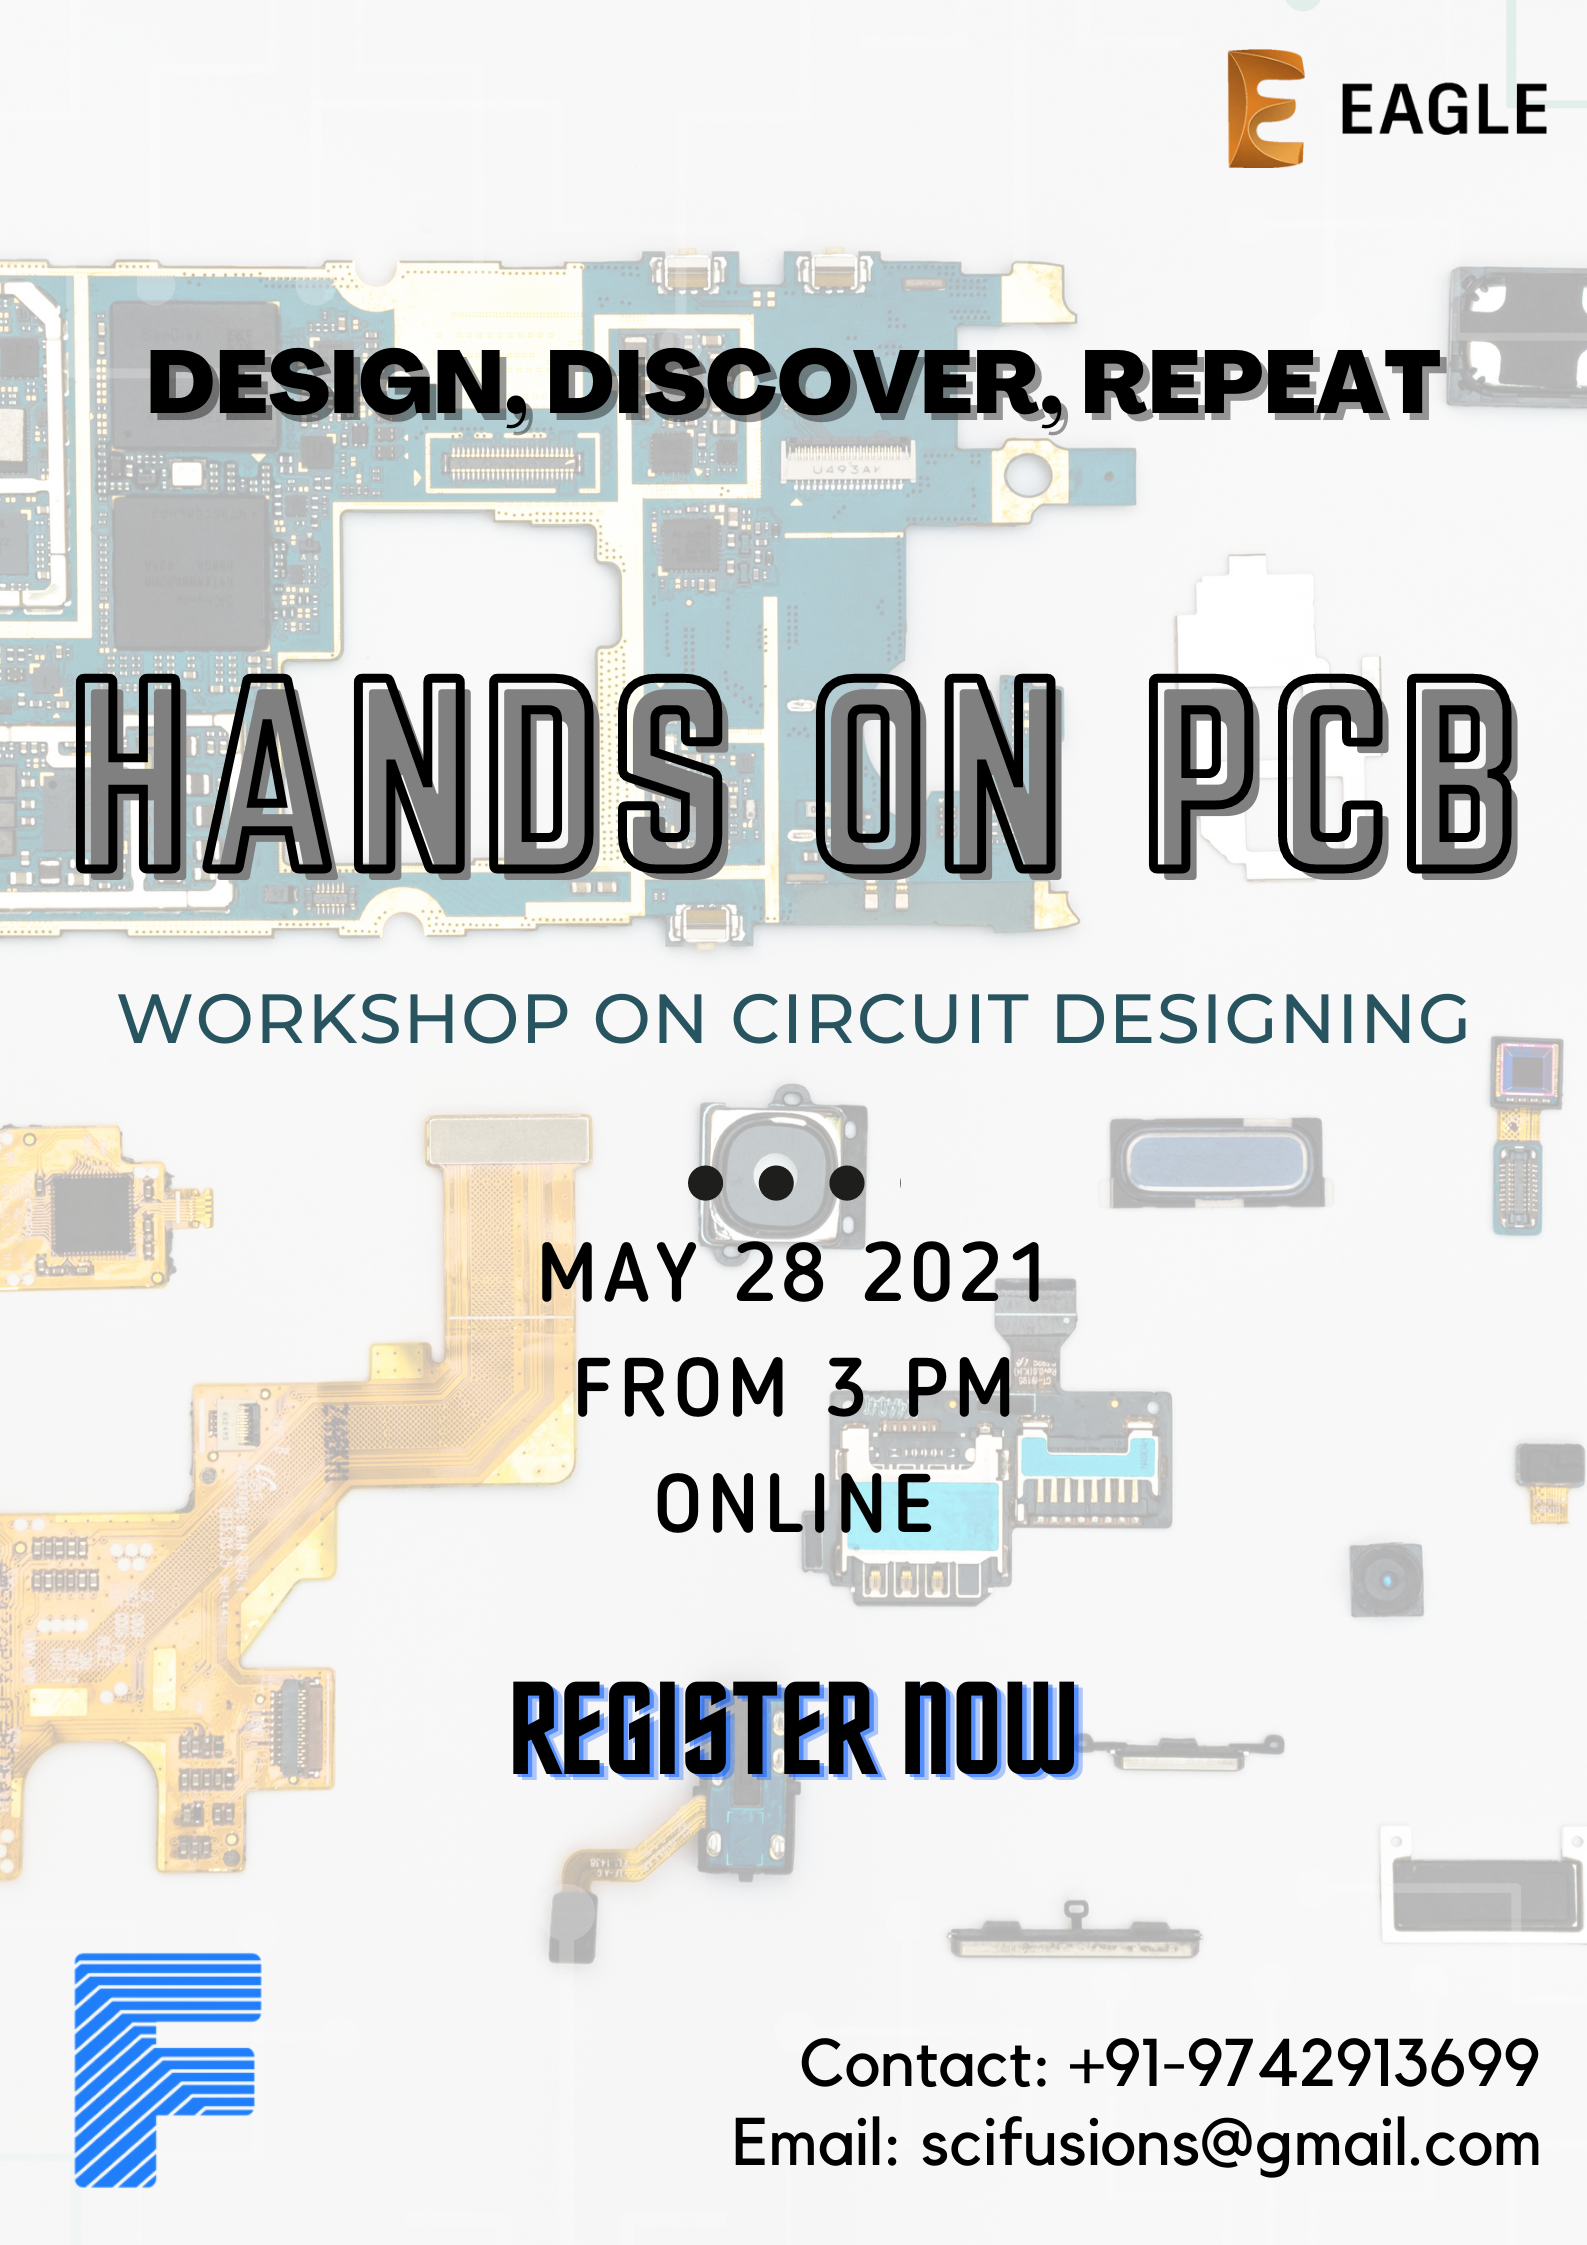 EAGLE
DESIGN, DISCOVER, REPEAT
U493AY
HANDS ON PCB
WORKSHOP ON CIRCUIT DESIGNING
MAY 28 2021
FROM 3 PM
ONLINE
REGISTER NOW
Contact: +91-9742913699
Email: scifusions@gmail.com